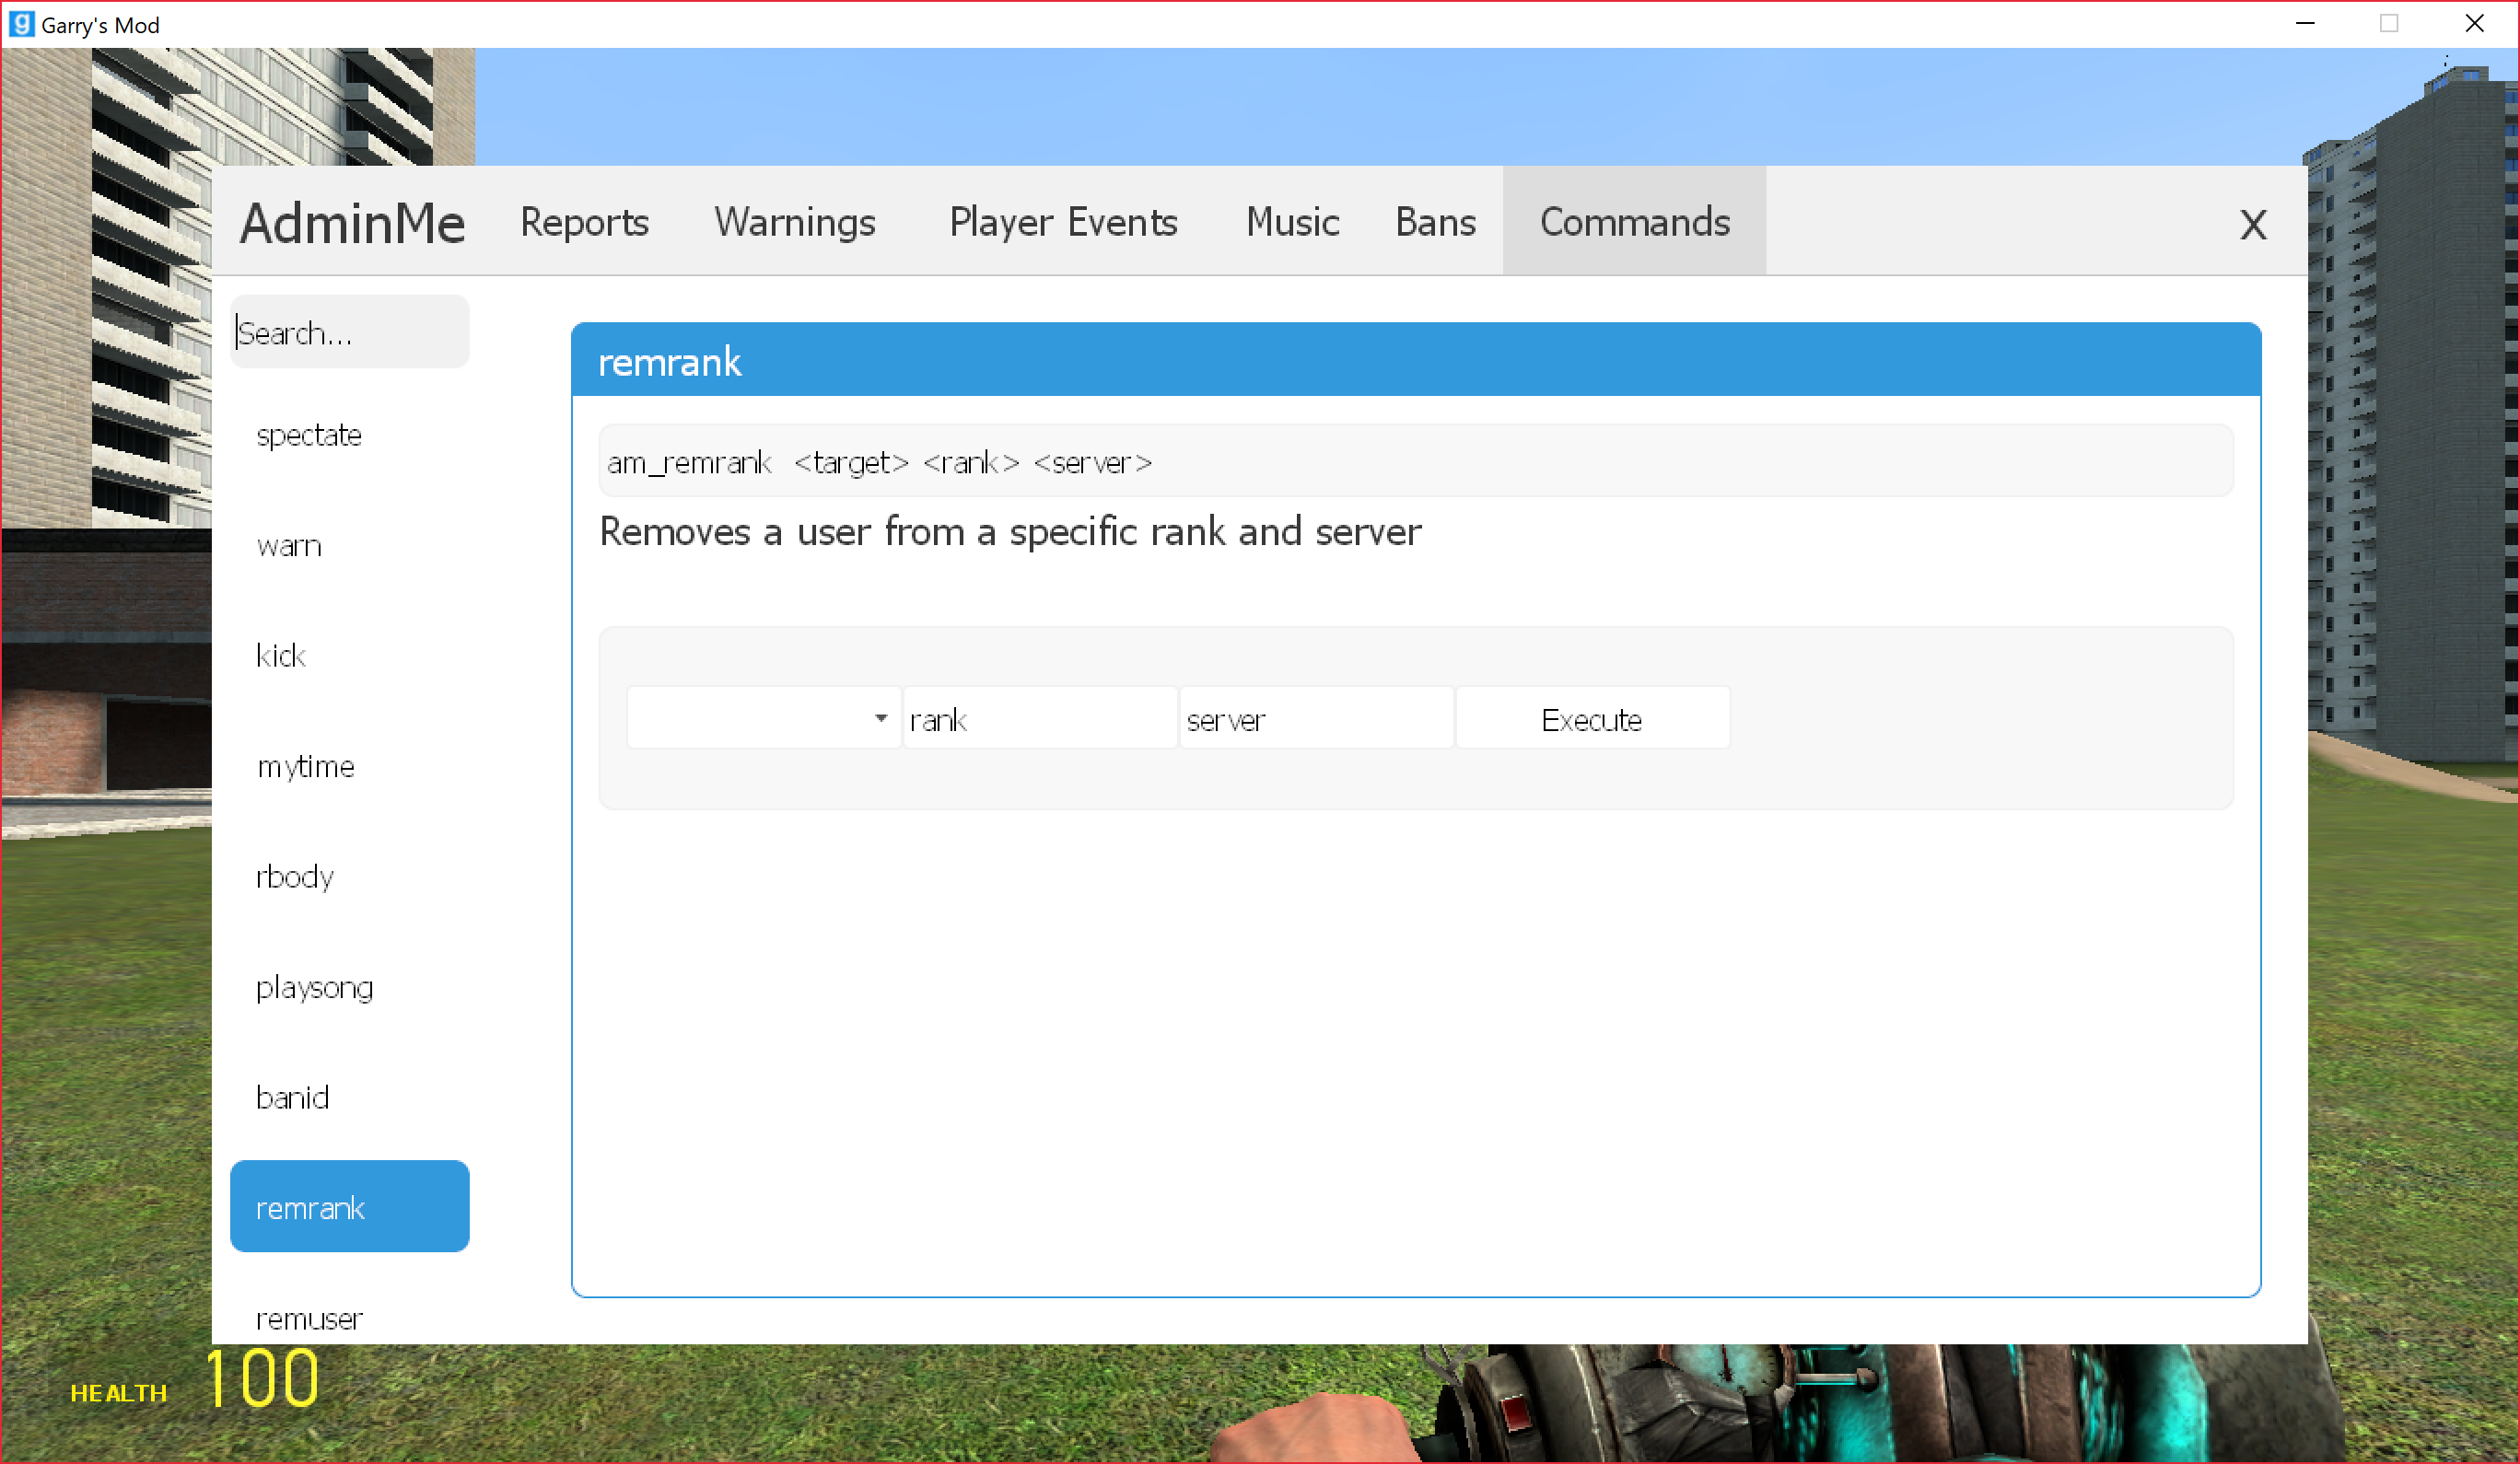 Garry's Mod
AdminMe Reports Warnings Player Events Music Bans Commands X
Search...
spectate
warn
kick
mytime
rbody
playsong
banid
remrank
remuser
remrank
am_remrank <target> <rank> <server>
Removes a user from a specific rank and server
rank server Execute
HEALTH 100